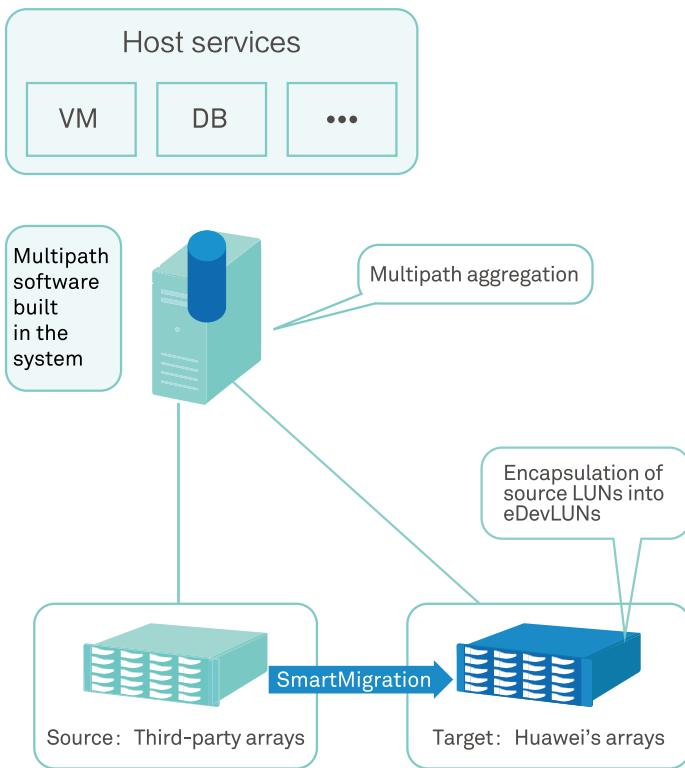 Host services
VM
DB
•••
Multipath
software
built
in the
system
Multipath aggregation
Encapsulation of
source LUNs into
eDevLUNs
SmartMigration
Source: Third-party arrays
Target: Huawei's arrays